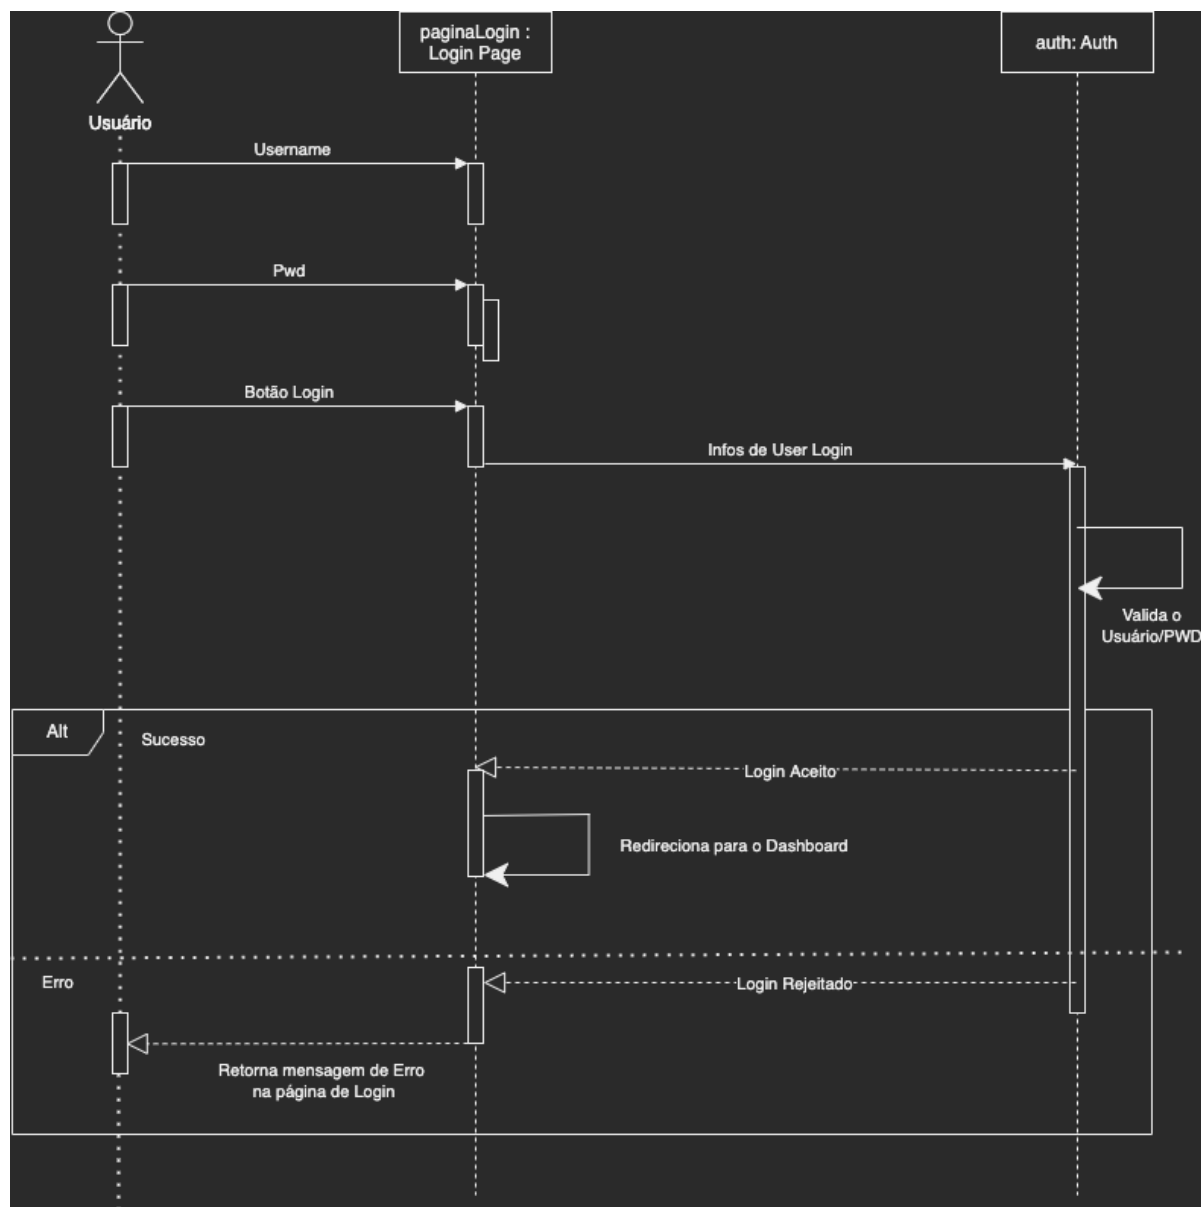 paginaLogin :
Login Page
auth: Auth
Usuário
Username
Pwd
Botão Login
Infos de User Login
Valida o
Usuário/PWD
Alt
Sucesso
Login Aceito
Redireciona para o Dashboard
Erro
Login Rejeitado
Retorna mensagem de Erro
na página de Login